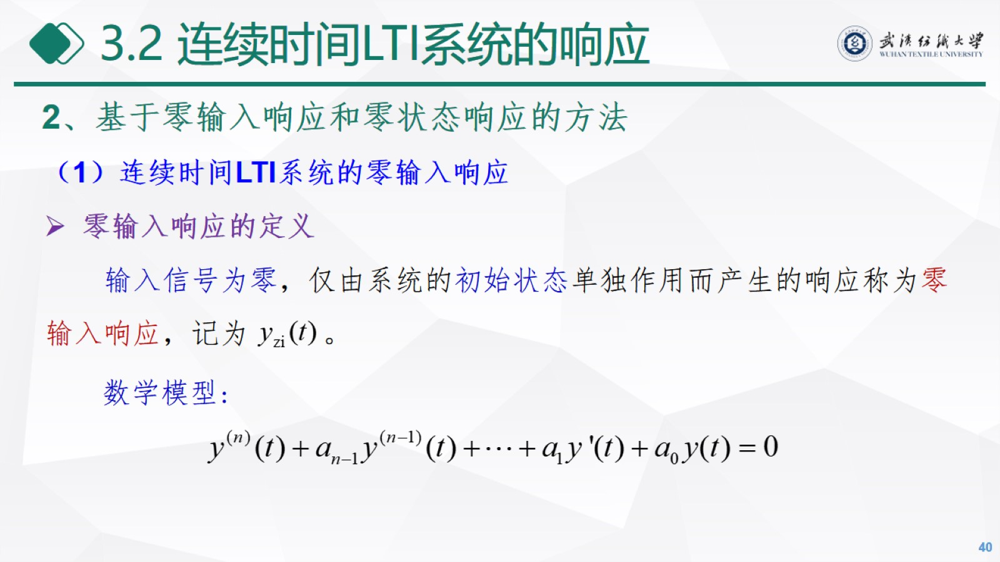 3.2 连续时间LTI系统的响应
武汉纺织大学
WUHAN TEXTILE UNIVERSITY
2、基于零输入响应和零状态响应的方法
（1）连续时间LTI系统的零输入响应
➢ 零输入响应的定义
输入信号为零，仅由系统的初始状态单独作用而产生的响应称为零
输入响应，记为 y_zi(t)。
数学模型：
y^(n)(t) + a_{n−1}y^(n−1)(t) + ⋯ + a_1y'(t) + a_0y(t) = 0
40